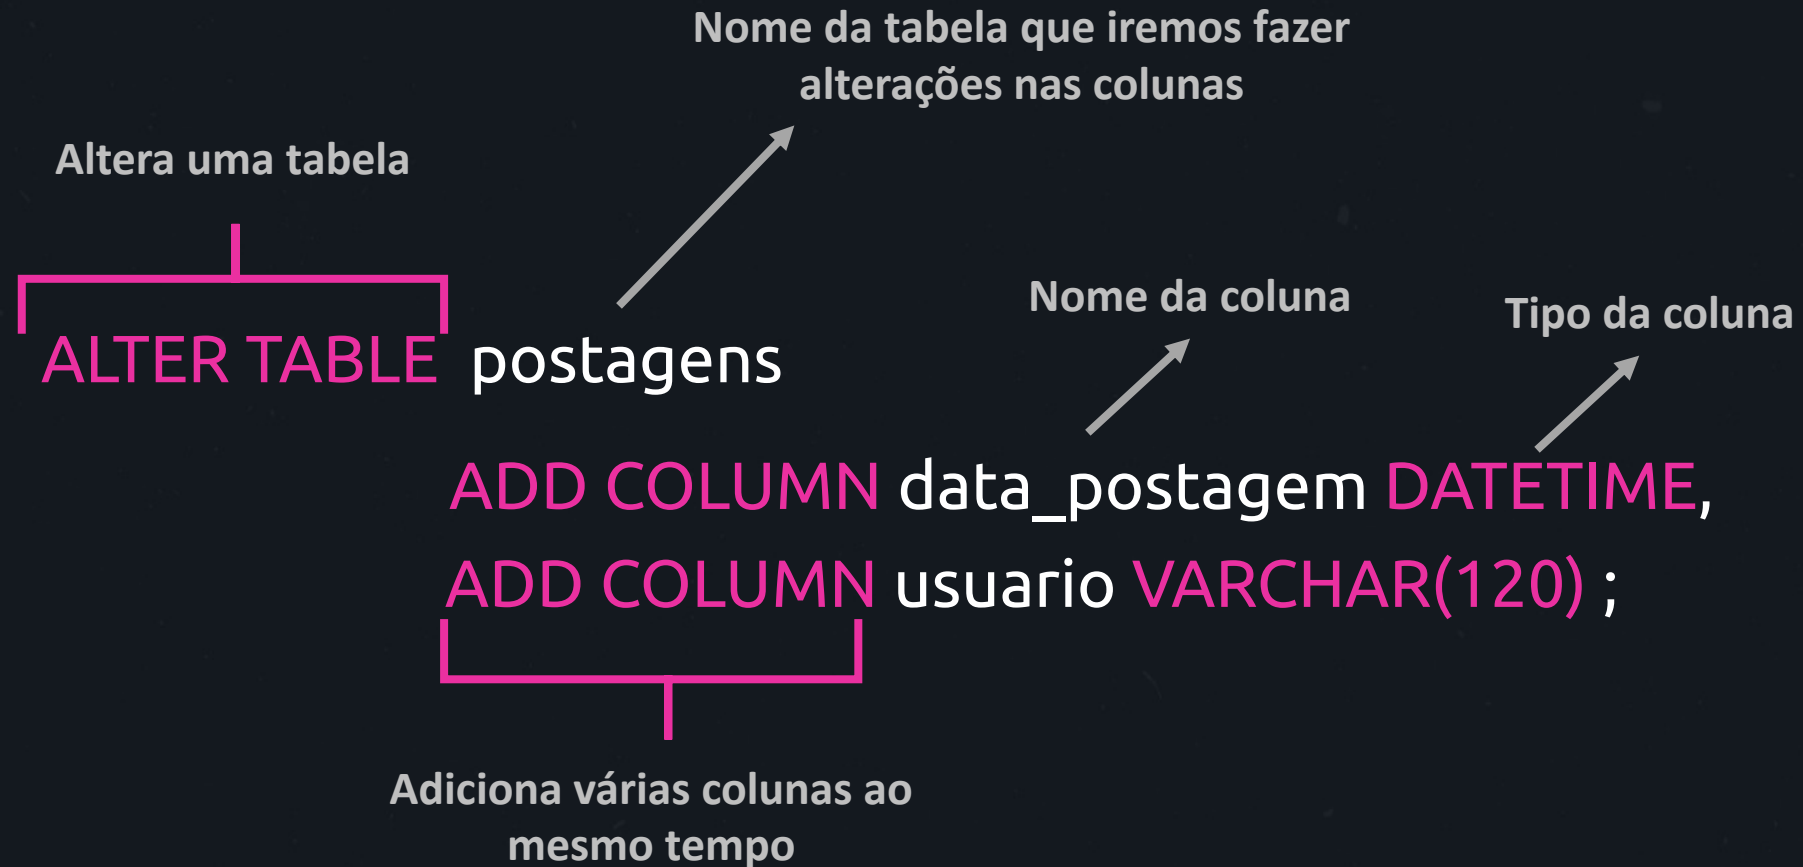 Nome da tabela que iremos fazer
alterações nas colunas
Altera uma tabela
Nome da coluna
Tipo da coluna
ALTER TABLE postagens
ADD COLUMN data_postagem DATETIME,
ADD COLUMN usuario VARCHAR(120) ;
Adiciona várias colunas ao
mesmo tempo